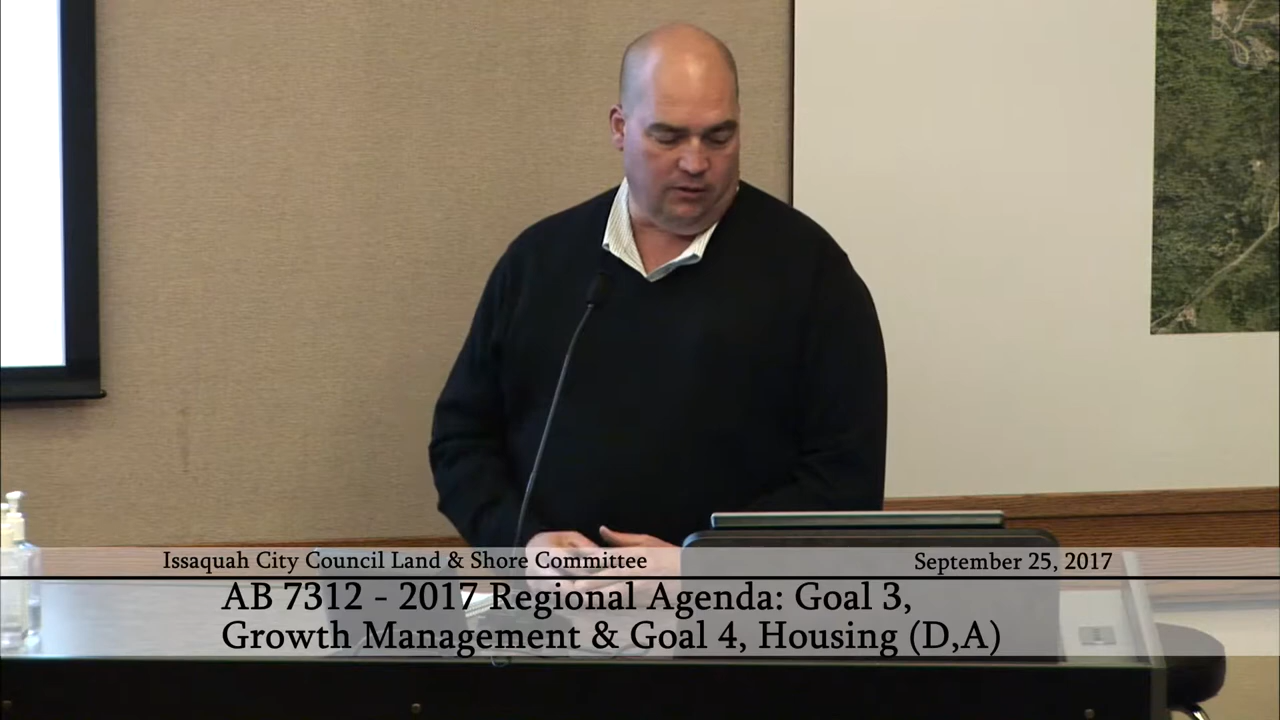 Issaquah City Council Land & Shore Committee
September 25, 2017
AB 7312 - 2017 Regional Agenda: Goal 3,
Growth Management & Goal 4, Housing (D,A)